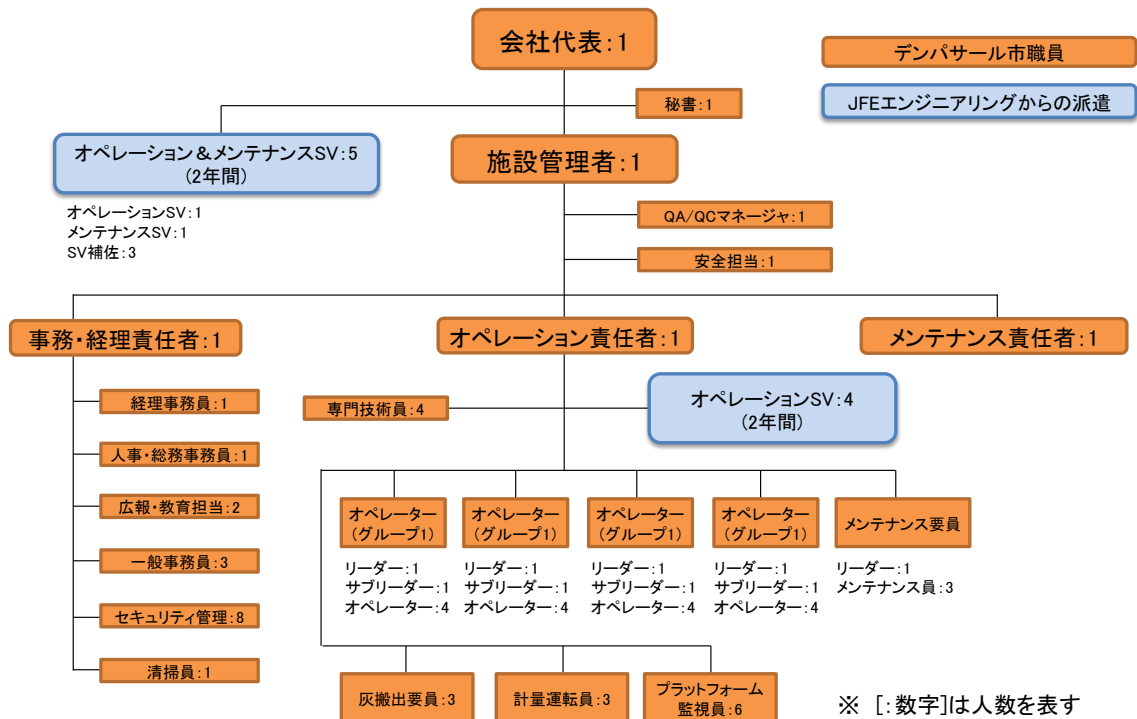 会社代表:1
デンパサール市職員
秘書:1
JFEエンジニアリングからの派遣
オペレーション&メンテナンスSV:5
(2年間)
施設管理者:1
オペレーションSV:1
メンテナンスSV:1
SV補佐:3
QA/QCマネージャ:1
安全担当:1
事務・経理責任者:1
オペレーション責任者:1
メンテナンス責任者:1
経理事務員:1
人事・総務事務員:1
広報・教育担当:2
一般事務員:3
セキュリティ管理:8
清掃員:1
専門技術員:4
オペレーションSV:4
(2年間)
オペレーター
(グループ1)
リーダー:1
サブリーダー:1
オペレーター:4
オペレーター
(グループ1)
リーダー:1
サブリーダー:1
オペレーター:4
オペレーター
(グループ1)
リーダー:1
サブリーダー:1
オペレーター:4
オペレーター
(グループ1)
リーダー:1
サブリーダー:1
オペレーター:4
メンテナンス要員
リーダー:1
メンテナンス員:3
灰搬出要員:3
計量運転員:3
プラットフォーム
監視員:6
※ [:数字]は人数を表す